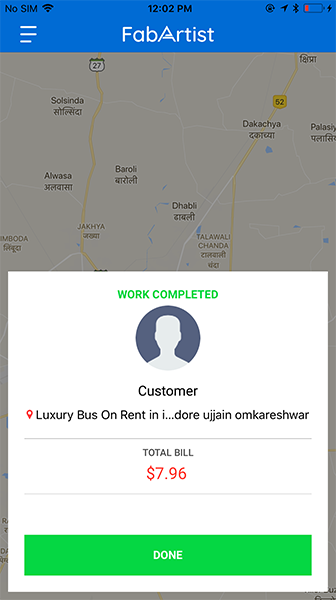 No SIM 12:02 PM
FabArtist
क्षिप्रा
27
Solsinda
सोल्सिंदा
52
Dakachya
दकाच्या
Palasiy
Baroli
बारोली
Alwasa
अलवासा
Dhabli
ढाबली
JAKHYA
जख्या
TALAWALI
CHANDA
तालावाली
चंदा
IMBODA
लिंबूदा
WORK COMPLETED
Customer
Luxury Bus On Rent in i...dore ujjain omkareshwar
TOTAL BILL
$7.96
DONE